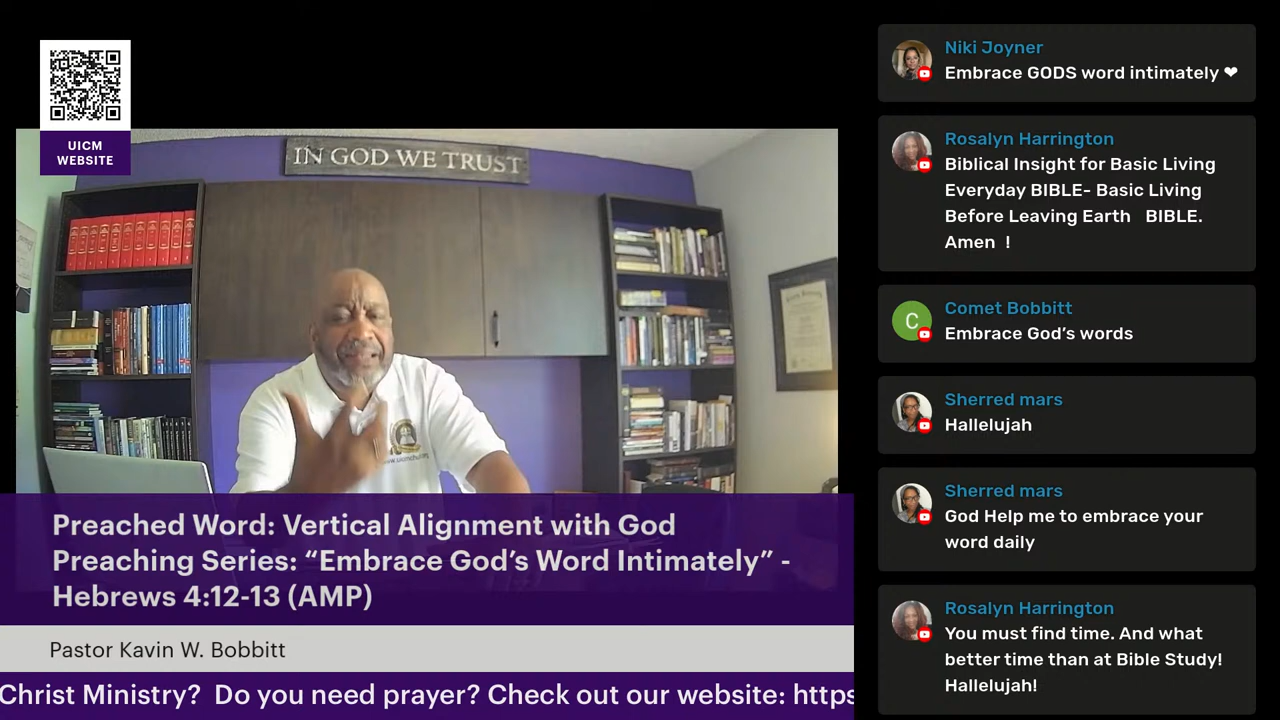 UICM
WEBSITE
IN GOD WE TRUST
Preached Word: Vertical Alignment with God
Preaching Series: “Embrace God’s Word Intimately” -
Hebrews 4:12-13 (AMP)
Pastor Kavin W. Bobbitt
Christ Ministry? Do you need prayer? Check out our website: https
Niki Joyner
Embrace GODS word intimately ❤
Rosalyn Harrington
Biblical Insight for Basic Living
Everyday BIBLE- Basic Living
Before Leaving Earth BIBLE.
Amen !
C
Comet Bobbitt
Embrace God’s words
Sherred mars
Hallelujah
Sherred mars
God Help me to embrace your
word daily
Rosalyn Harrington
You must find time. And what
better time than at Bible Study!
Hallelujah!